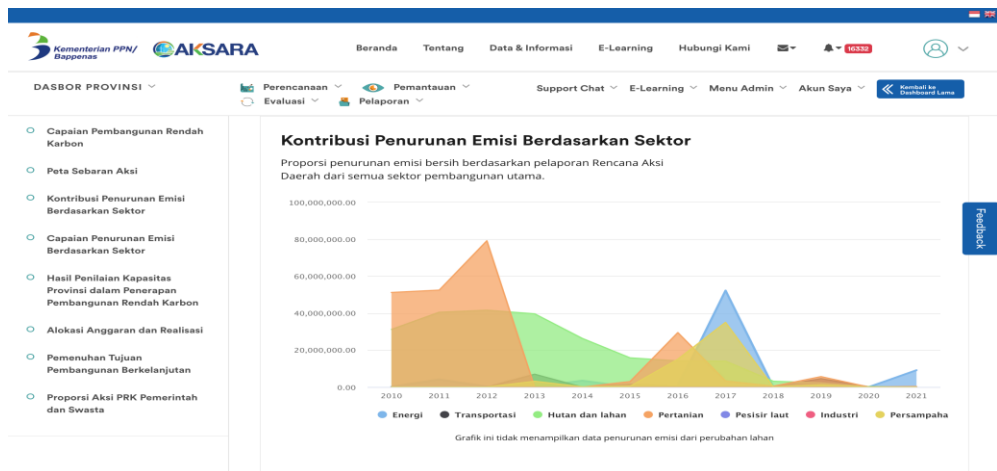 Kementerian PPN/
Bappenas
AKSARA
Beranda Tentang Data & Informasi E-Learning Hubungi Kami 16332
DASBOR PROVINSI
Perencanaan Pemantauan
Evaluasi Pelaporan
Support Chat E-Learning Menu Admin Akun Saya
Kembali ke
Dashboard Lama
Capaian Pembangunan Rendah
Karbon
Peta Sebaran Aksi
Kontribusi Penurunan Emisi
Berdasarkan Sektor
Capaian Penurunan Emisi
Berdasarkan Sektor
Hasil Penilaian Kapasitas
Provinsi dalam Penerapan
Pembangunan Rendah Karbon
Alokasi Anggaran dan Realisasi
Pemenuhan Tujuan
Pembangunan Berkelanjutan
Proporsi Aksi PRK Pemerintah
dan Swasta
Kontribusi Penurunan Emisi Berdasarkan Sektor
Proporsi penurunan emisi bersih berdasarkan pelaporan Rencana Aksi
Daerah dari semua sektor pembangunan utama.
100,000,000.00
80,000,000.00
60,000,000.00
40,000,000.00
20,000,000.00
0.00
2010 2011 2012 2013 2014 2015 2016 2017 2018 2019 2020 2021
Energi Transportasi Hutan dan lahan Pertanian Pesisir laut Industri Persampaha
Grafik ini tidak menampilkan data penurunan emisi dari perubahan lahan
Feedback